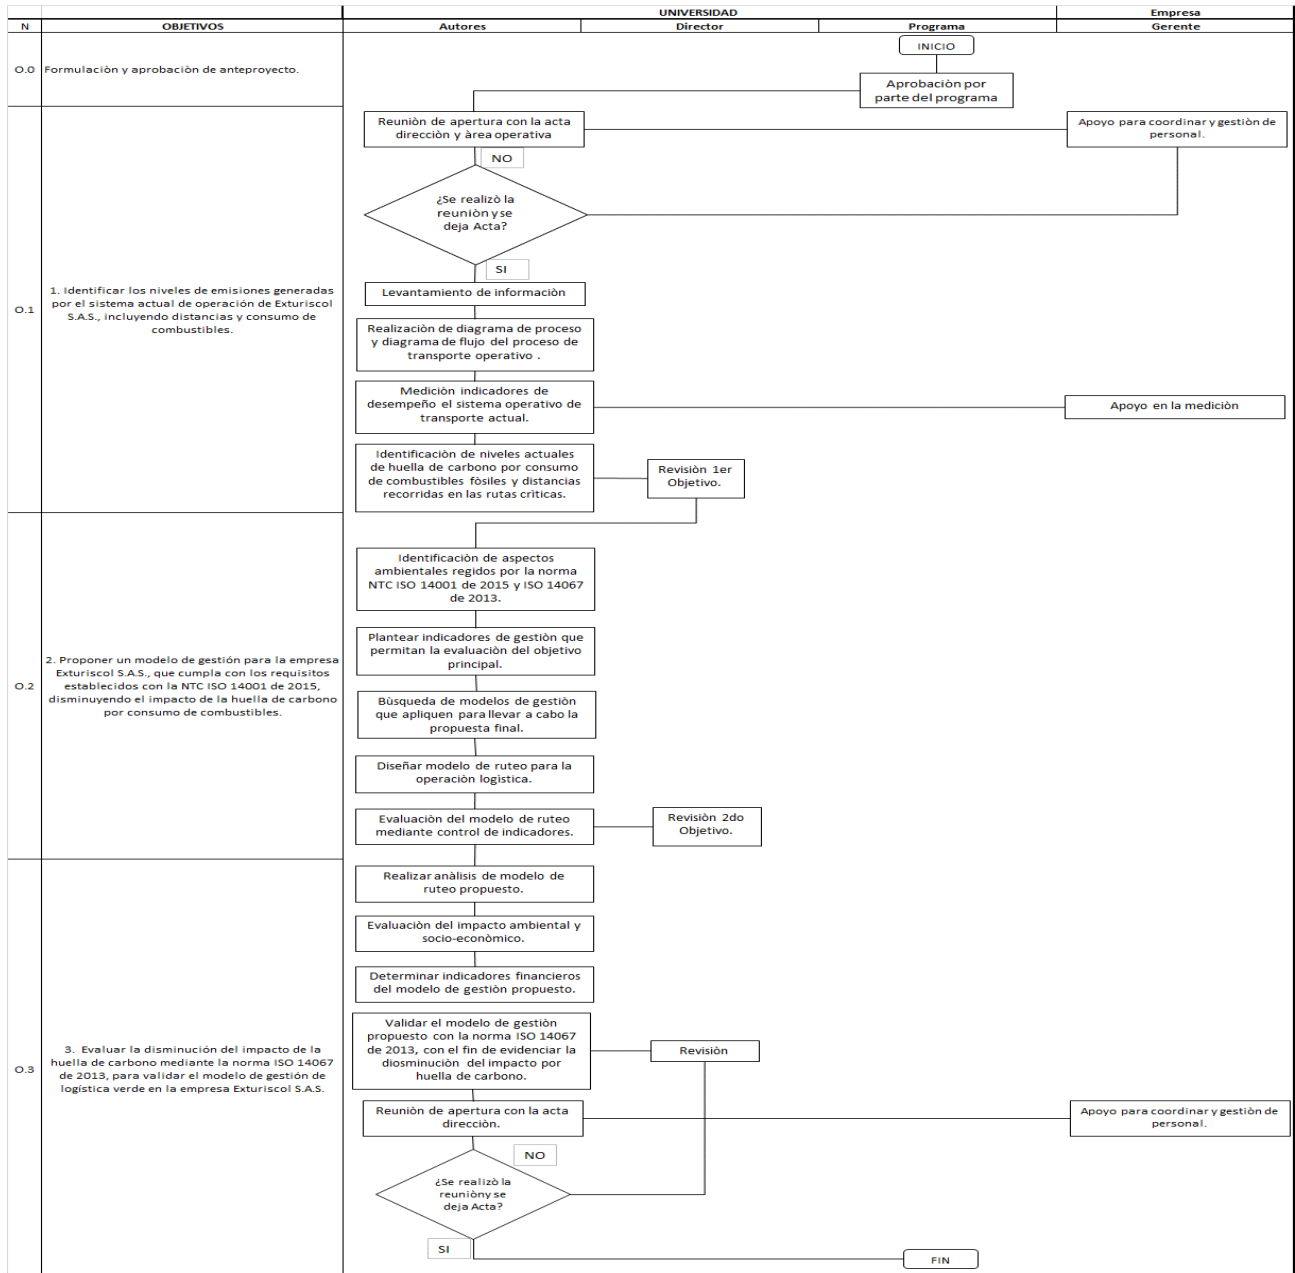 UNIVERSIDAD
Empresa
N
OBJETIVOS
Autores
Director
Programa
Gerente
INICIO
O.0
Formulaciòn y aprobaciòn de anteproyecto.
Aprobaciòn por
parte del programa
Reuniòn de apertura con la acta
direcciòn y àrea operativa
Apoyo para coordinar y gestiòn de
personal.
NO
¿Se realizò la
reuniòn y se
deja Acta?
SI
O.1
1. Identificar los niveles de emisiones generadas
por el sistema actual de operación de Exturiscol
S.A.S., incluyendo distancias y consumo de
combustibles.
Levantamiento de informaciòn
Realizaciòn de diagrama de proceso
y diagrama de flujo del proceso de
transporte operativo .
Mediciòn indicadores de
desempeño el sistema operativo de
transporte actual.
Apoyo en la mediciòn
Identificaciòn de niveles actuales
de huella de carbono por consumo
de combustibles fòsiles y distancias
recorridas en las rutas crìticas.
Revisiòn 1er
Objetivo.
O.2
2. Proponer un modelo de gestión para la empresa
Exturiscol S.A.S., que cumpla con los requisitos
establecidos con la NTC ISO 14001 de 2015,
disminuyendo el impacto de la huella de carbono
por consumo de combustibles.
Identificaciòn de aspectos
ambientales regidos por la norma
NTC ISO 14001 de 2015 y ISO 14067
de 2013.
Plantear indicadores de gestiòn que
permitan la evaluaciòn del objetivo
principal.
Bùsqueda de modelos de gestiòn
que apliquen para llevar a cabo la
propuesta final.
Diseñar modelo de ruteo para la
operaciòn logìstica.
Evaluaciòn del modelo de ruteo
mediante control de indicadores.
Revisiòn 2do
Objetivo.
O.3
3.  Evaluar la disminución del impacto de la
huella de carbono mediante la norma ISO 14067
de 2013, para validar el modelo de gestión de
logística verde en la empresa Exturiscol S.A.S.
Realizar anàlisis de modelo de
ruteo propuesto.
Evaluaciòn del impacto ambiental y
socio-econòmico.
Determinar indicadores financieros
del modelo de gestiòn propuesto.
Validar el modelo de gestiòn
propuesto con la norma ISO 14067
de 2013, con el fin de evidenciar la
diosminuciòn  del impacto por
huella de carbono.
Revisiòn
Reuniòn de apertura con la acta
direcciòn.
Apoyo para coordinar y gestiòn de
personal.
NO
¿Se realizò la
reuniòny se
deja Acta?
SI
FIN